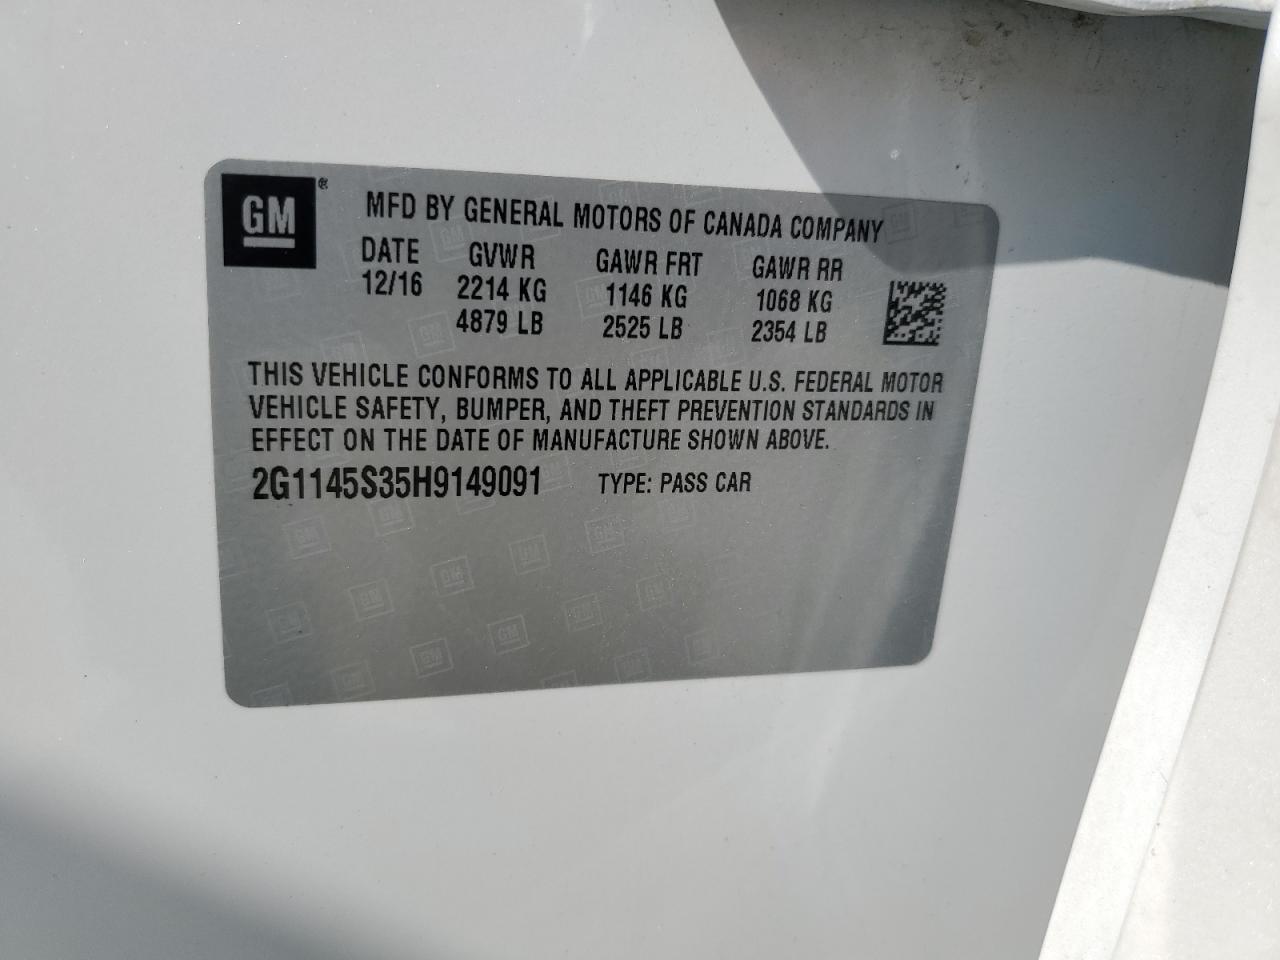 GM ®
MFD BY GENERAL MOTORS OF CANADA COMPANY
DATE GVWR GAWR FRT GAWR RR
12/16 2214 KG 1146 KG 1068 KG
4879 LB 2525 LB 2354 LB
THIS VEHICLE CONFORMS TO ALL APPLICABLE U.S. FEDERAL MOTOR
VEHICLE SAFETY, BUMPER, AND THEFT PREVENTION STANDARDS IN
EFFECT ON THE DATE OF MANUFACTURE SHOWN ABOVE.
2G1145S35H9149091 TYPE: PASS CAR